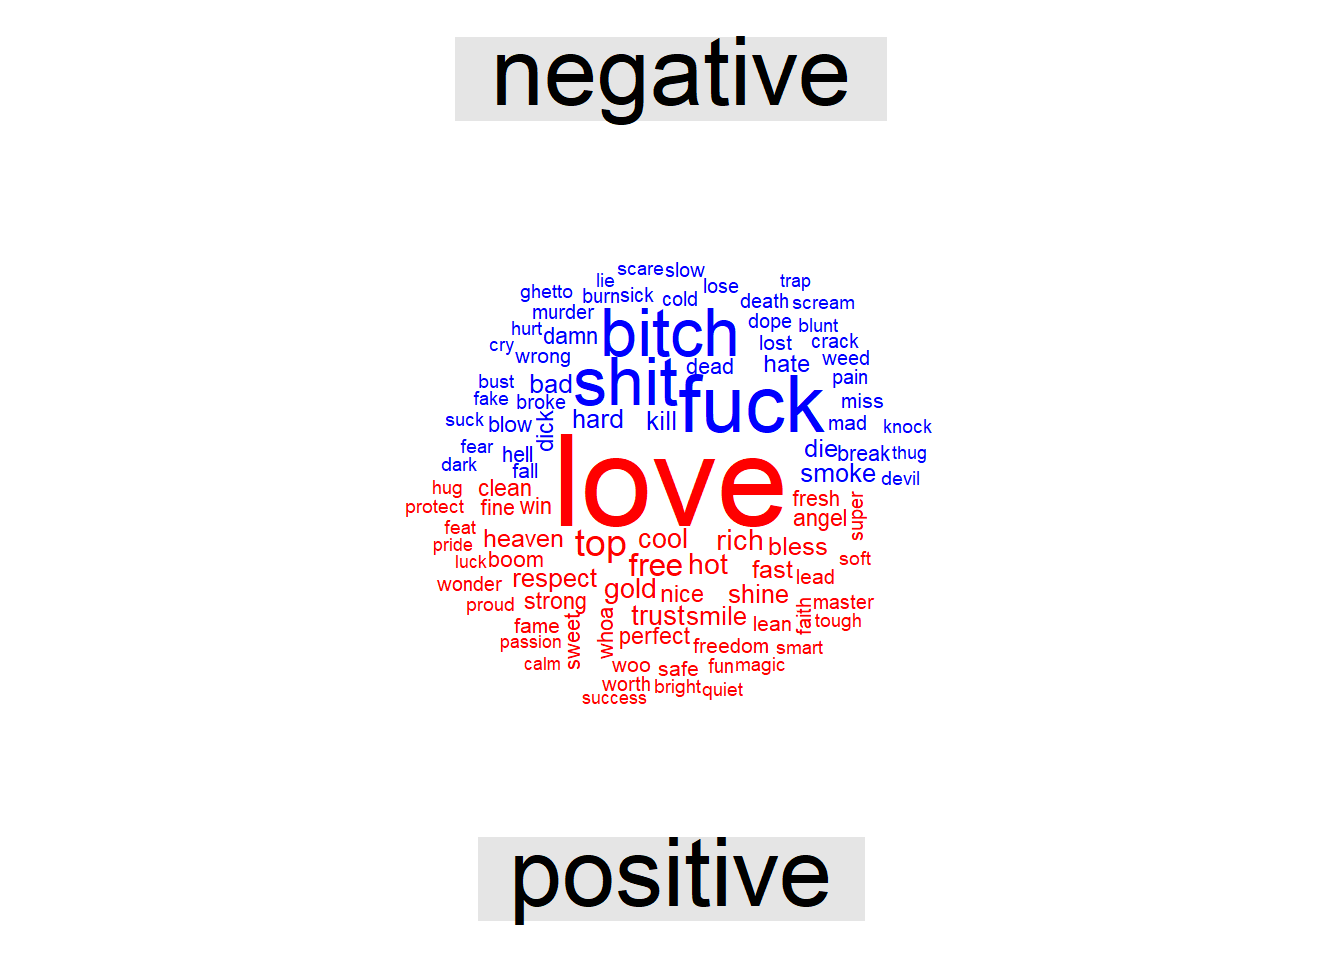 negative
scare slow
lie trap
ghetto burn sick cold lose death scream
murder bitch dope blunt
hurt damn lost crack
cry wrong shit dead hate weed
bust bad fuck pain
fake broke miss
suck blow dick hard kill mad knock
fear hell die break thug
dark fall smoke devil
hug clean love fresh super
protect fine win angel
feat
pride heaven top cool rich bless
luck boom free hot fast soft
wonder respect gold nice shine lead
proud strong trust smile faith master
fame sweet whoa perfect lean tough
passion freedom smart
calm woo safe fun magic
worth bright quiet
success
positive